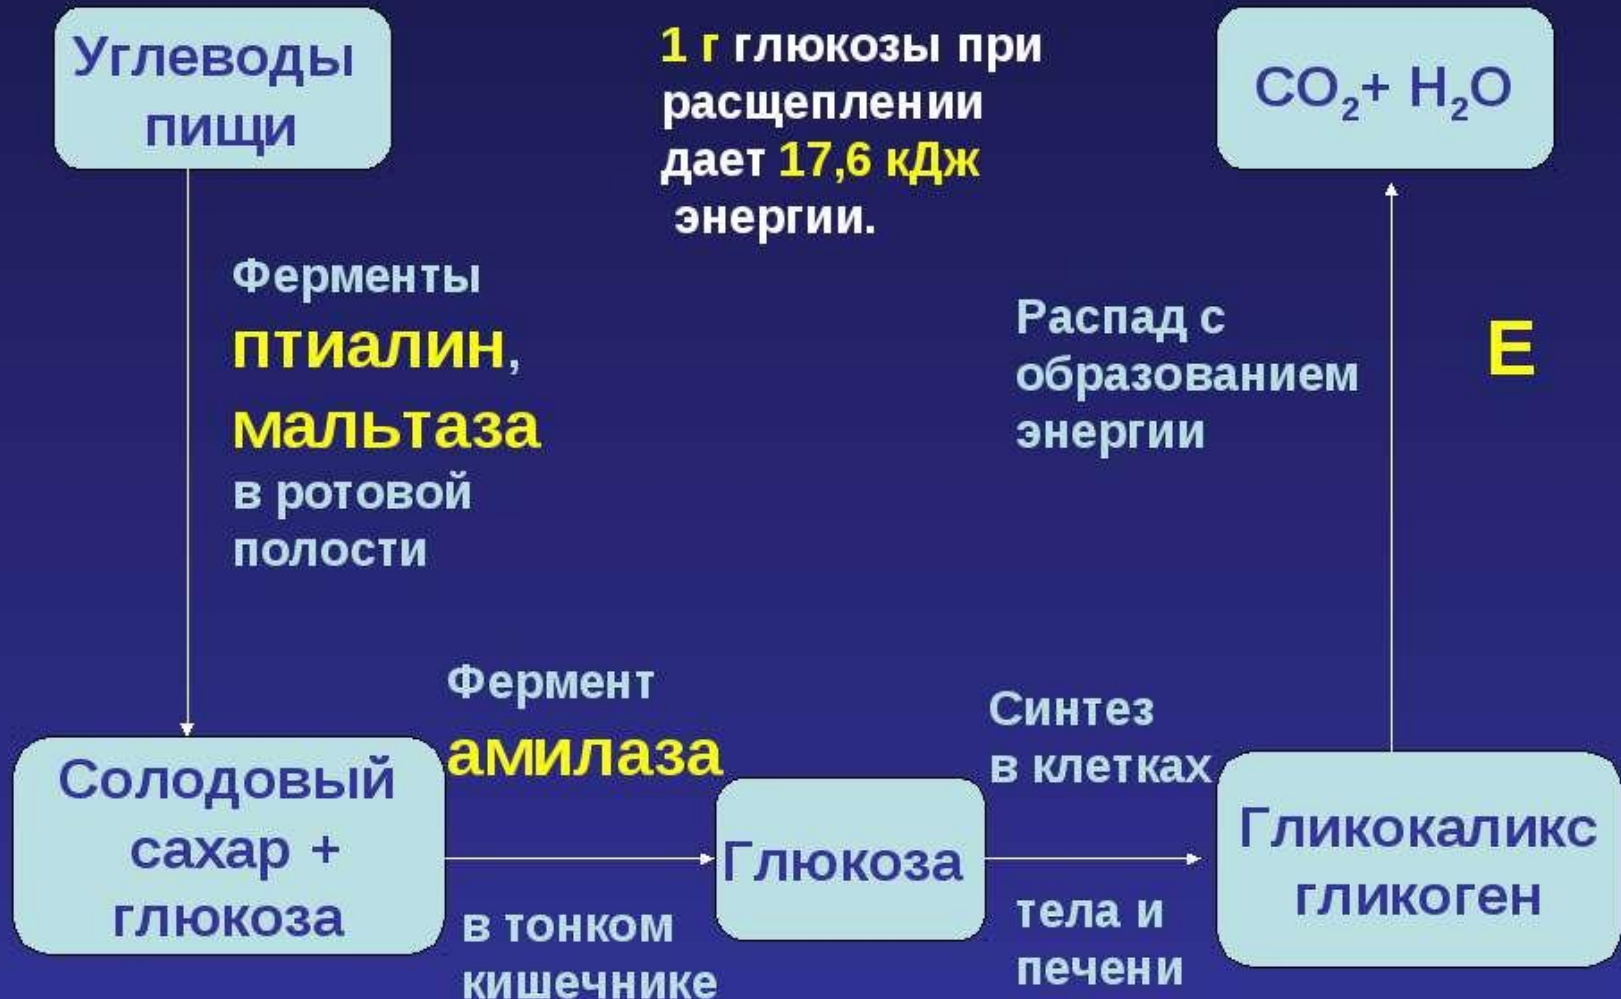 Углеводы
пищи
1 г глюкозы при
расщеплении
дает 17,6 кДж
энергии.
CO₂+ H₂O
Ферменты
птиалин,
мальтаза
в ротовой
полости
Распад с
образованием
энергии
Е
Солодовый
сахар +
глюкоза
Фермент
амилаза
в тонком
кишечнике
Глюкоза
Синтез
в клетках
тела и
печени
Гликокаликс
гликоген